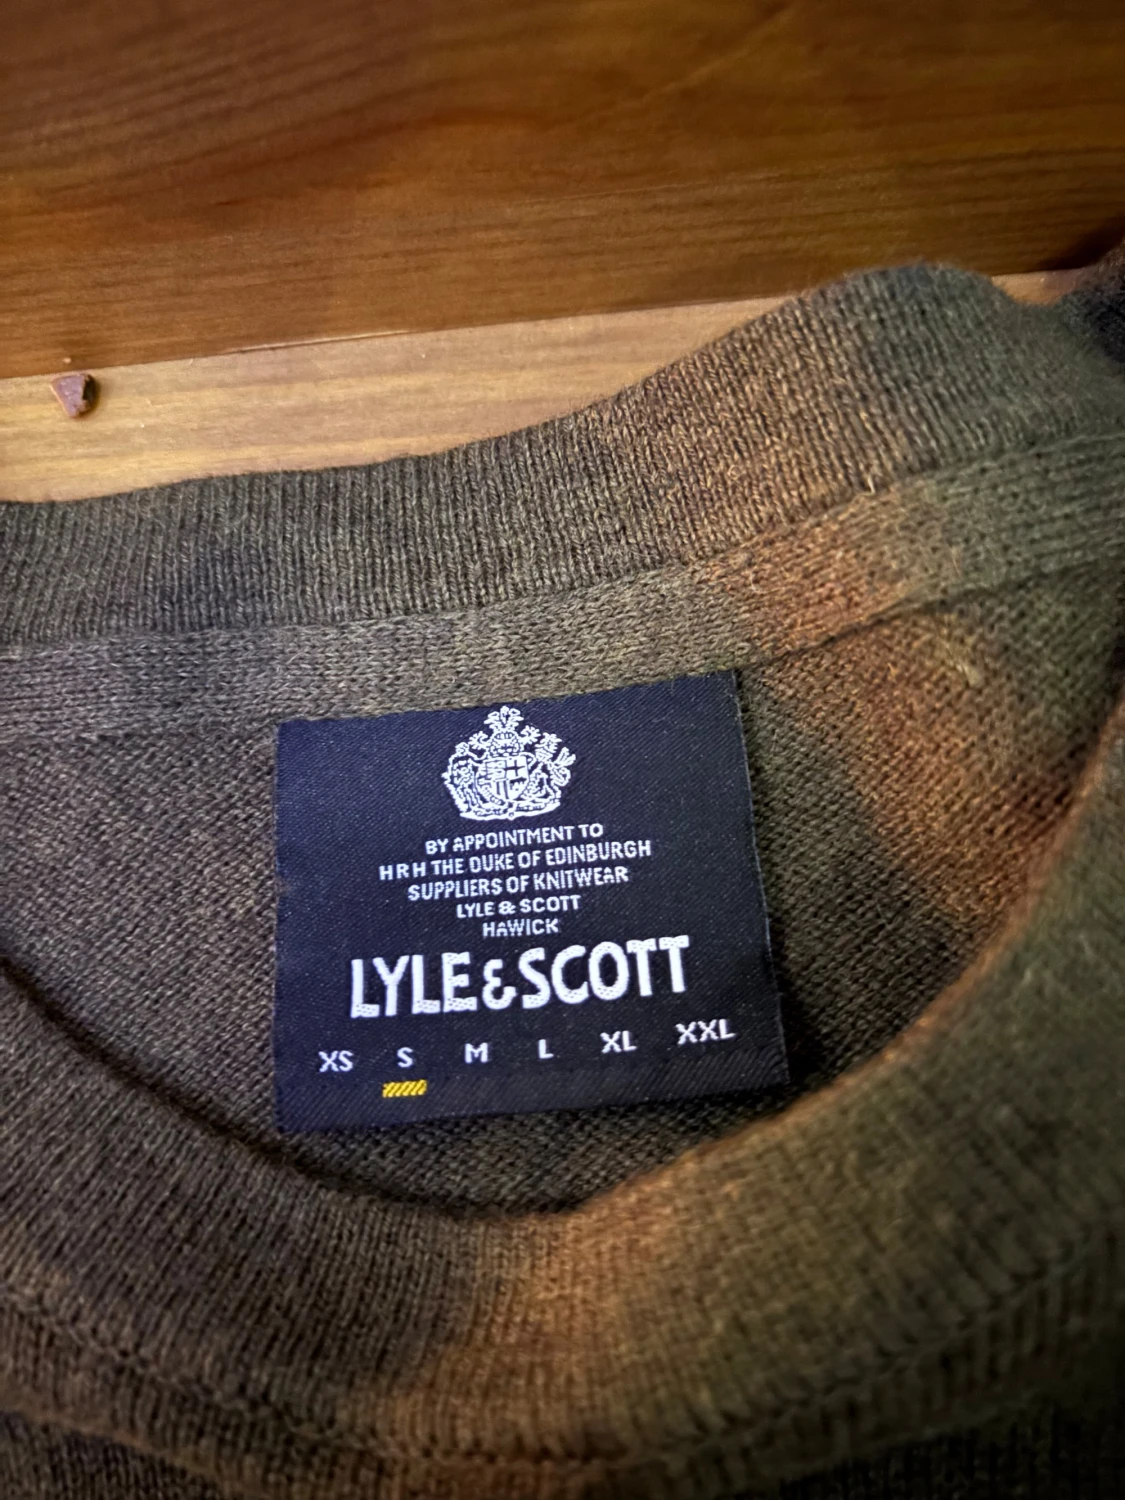 BY APPOINTMENT TO
HRH THE DUKE OF EDINBURGH
SUPPLIERS OF KNITWEAR
LYLE & SCOTT
HAWICK
LYLE & SCOTT
XS S M L XL XXL